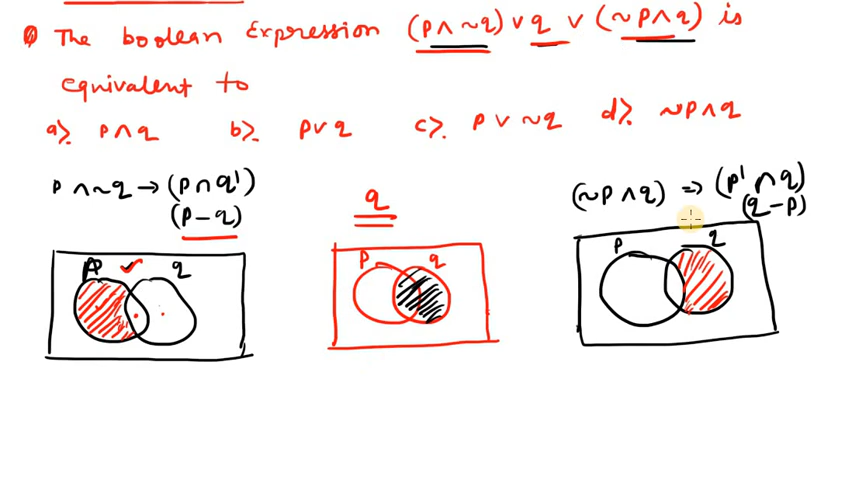 The boolean Expression (p ∧ ~q) ∨ q ∨ (~p ∧ q) is
equivalent to
a>. p ∧ q b>. p ∨ q c>. p ∨ ~q d>. ~p ∧ q
p ∧ ~q → (p ∩ q')
(p - q)
q
(~p ∧ q) ⇒ (p' ∩ q)
(q - p)
p q
p q
p q